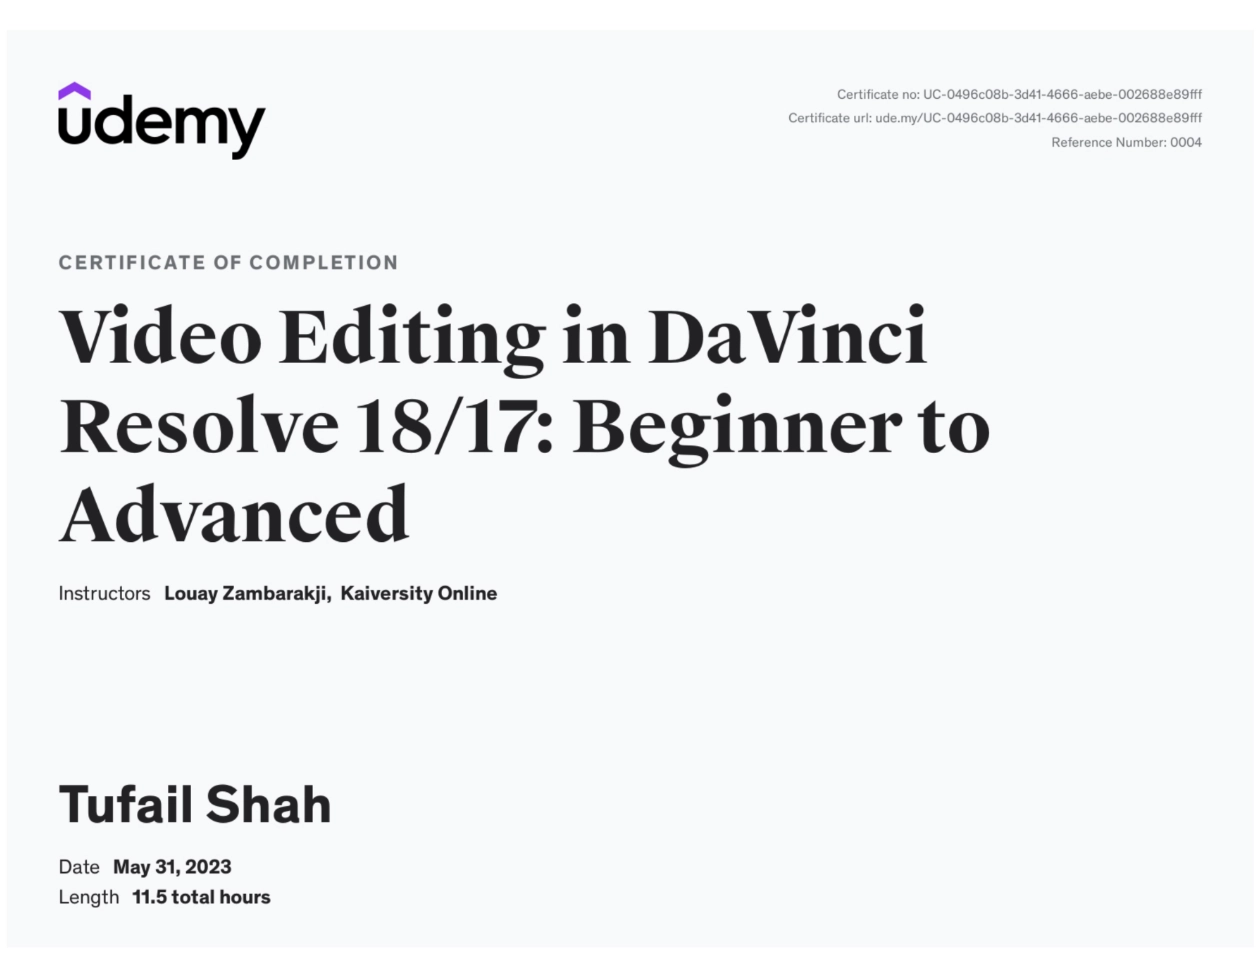 udemy
Certificate no: UC-0496c08b-3d41-4666-aebe-002688e89fff
Certificate url: ude.my/UC-0496c08b-3d41-4666-aebe-002688e89fff
Reference Number: 0004
CERTIFICATE OF COMPLETION
Video Editing in DaVinci
Resolve 18/17: Beginner to
Advanced
Instructors Louay Zambarakji, Kaiversity Online
Tufail Shah
Date May 31, 2023
Length 11.5 total hours